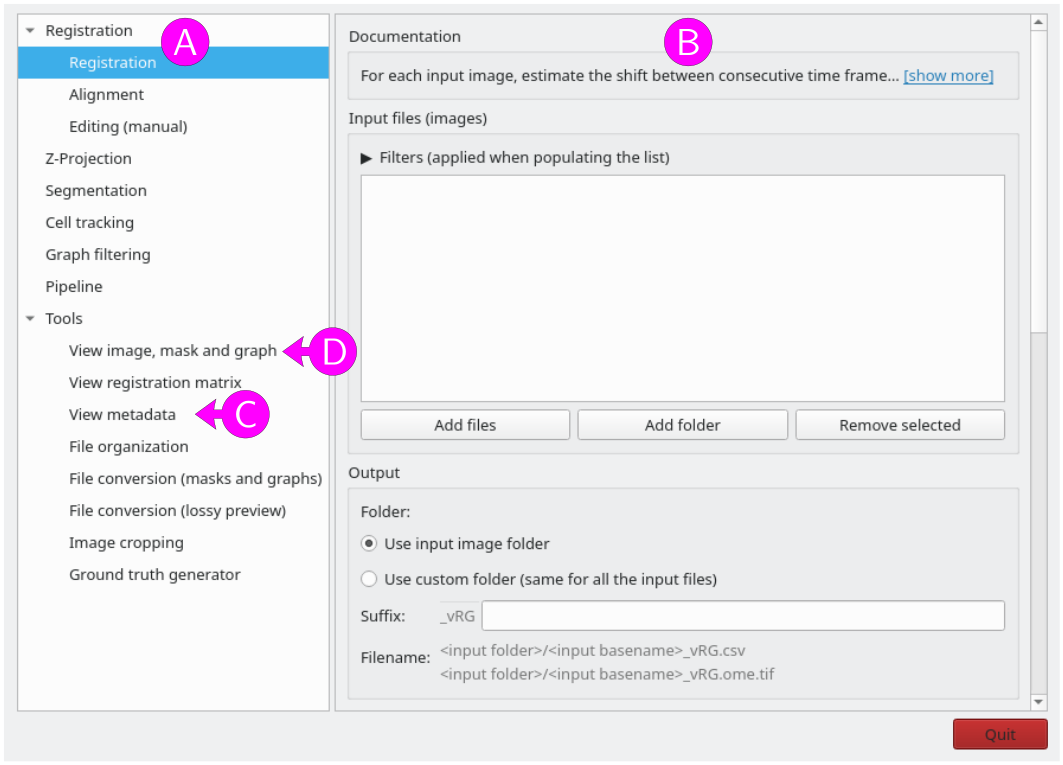 Registration
A
Registration
Alignment
Editing (manual)
Z-Projection
Segmentation
Cell tracking
Graph filtering
Pipeline
Tools
View image, mask and graph
D
View registration matrix
View metadata
C
File organization
File conversion (masks and graphs)
File conversion (lossy preview)
Image cropping
Ground truth generator
Documentation
B
For each input image, estimate the shift between consecutive time frame... [show more]
Input files (images)
▶ Filters (applied when populating the list)
Add files Add folder Remove selected
Output
Folder:
Use input image folder
Use custom folder (same for all the input files)
Suffix: _vRG
Filename: <input folder>/<input basename>_vRG.csv
<input folder>/<input basename>_vRG.ome.tif
Quit